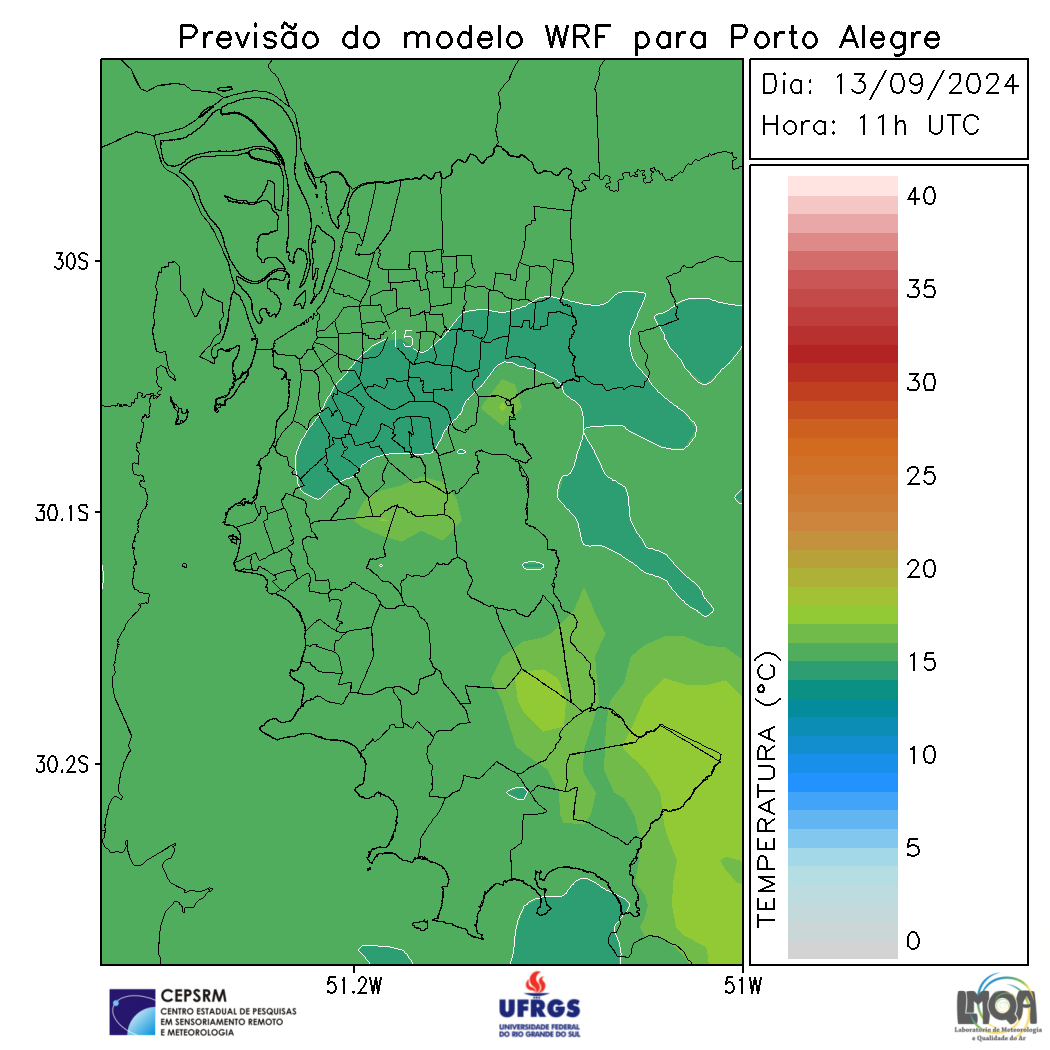 Previsão do modelo WRF para Porto Alegre
Dia: 13/09/2024
Hora: 11h UTC
40
35
30
25
20
15
10
5
0
TEMPERATURA (°C)
30S
30.1S
30.2S
15
51.2W
51W
CEPSRM
CENTRO ESTADUAL DE PESQUISAS
EM SENSORIAMENTO REMOTO
E METEOROLOGIA
UFRGS
UNIVERSIDADE FEDERAL
DO RIO GRANDE DO SUL
LMQA
Laboratório de Meteorologia
e Qualidade do Ar